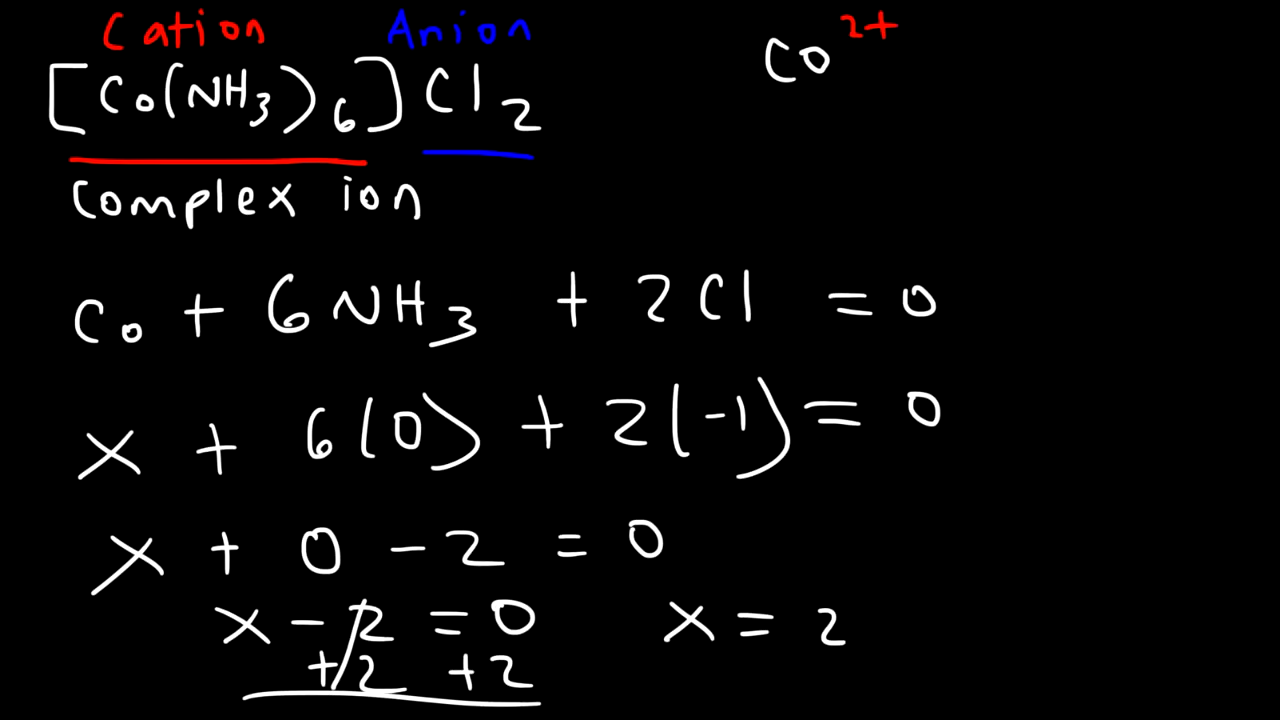 Cation Anion
[Co(NH₃)₆]Cl₂
Co²⁺
complex ion
Co + 6NH₃ + 2Cl = 0
x + 6(0) + 2(-1) = 0
x + 0 - 2 = 0
x - 2 = 0
x = 2
+2 +2